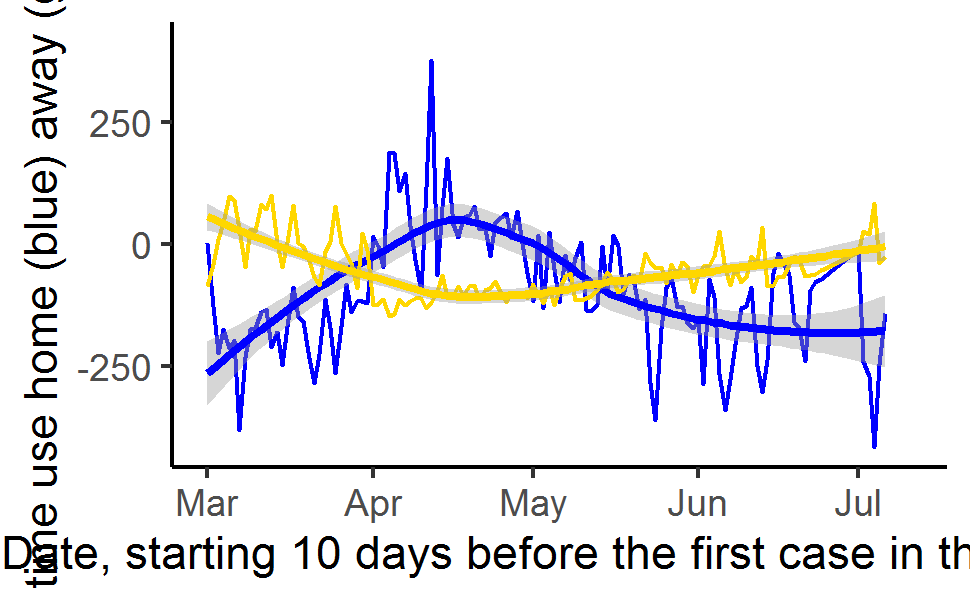 time use home (blue) away (g
250
0
-250
Mar Apr May Jun Jul
Date, starting 10 days before the first case in th